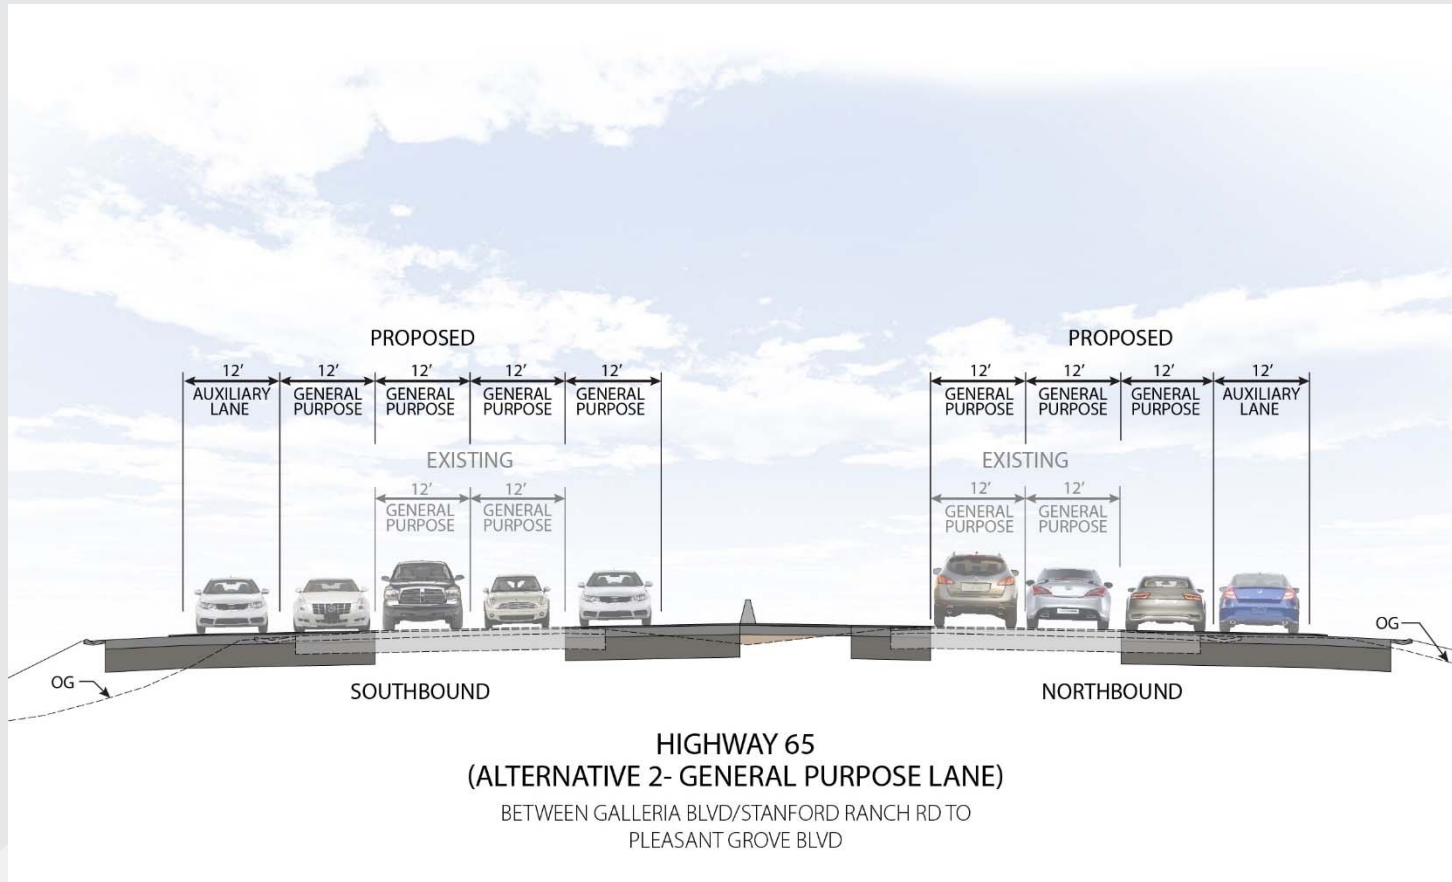 PROPOSED
PROPOSED
12' 12' 12' 12' 12'
AUXILIARY GENERAL GENERAL GENERAL GENERAL
LANE PURPOSE PURPOSE PURPOSE PURPOSE
12' 12' 12' 12'
GENERAL GENERAL GENERAL AUXILIARY
PURPOSE PURPOSE PURPOSE LANE
EXISTING
EXISTING
12' 12'
GENERAL GENERAL
PURPOSE PURPOSE
12' 12'
GENERAL GENERAL
PURPOSE PURPOSE
OG
OG
SOUTHBOUND
NORTHBOUND
HIGHWAY 65
(ALTERNATIVE 2- GENERAL PURPOSE LANE)
BETWEEN GALLERIA BLVD/STANFORD RANCH RD TO
PLEASANT GROVE BLVD